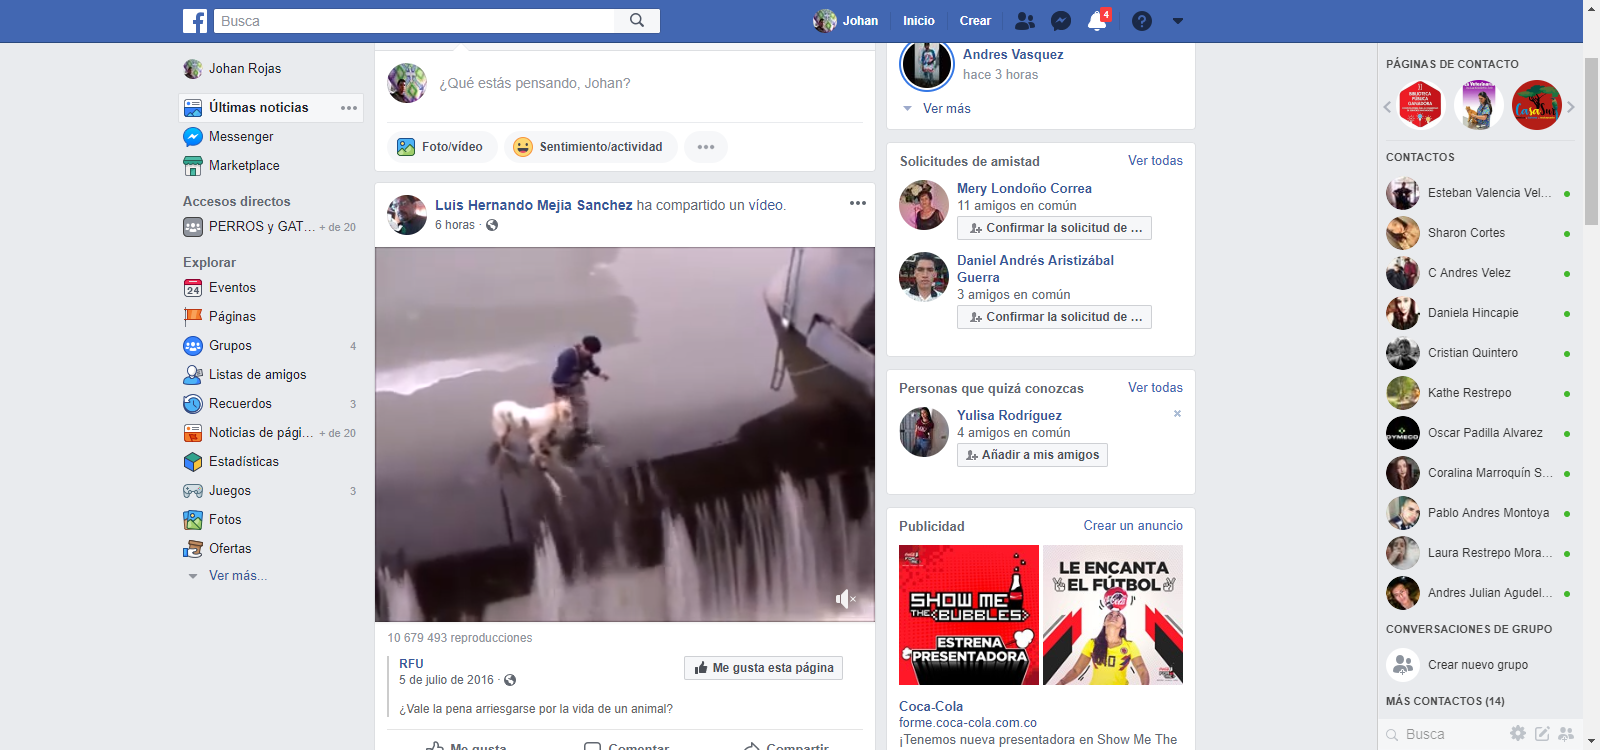 Busca
Johan
Inicio
Crear
4
Johan Rojas
Últimas noticias
Messenger
Marketplace
Accesos directos
PERROS y GAT... + de 20
Explorar
24
Eventos
Páginas
Grupos 4
Listas de amigos
Recuerdos 3
Noticias de pági... + de 20
Estadísticas
Juegos 3
Fotos
Ofertas
Ver más...
¿Qué estás pensando, Johan?
Foto/vídeo
Sentimiento/actividad
Luis Hernando Mejia Sanchez ha compartido un vídeo.
6 horas ·
10 679 493 reproducciones
RFU
5 de julio de 2016 ·
Me gusta esta página
¿Vale la pena arriesgarse por la vida de un animal?
Me gusta
Comentar
Compartir
Andres Vasquez
hace 3 horas
Ver más
Solicitudes de amistad Ver todas
Mery Londoño Correa
11 amigos en común
Confirmar la solicitud de ...
Daniel Andrés Aristizábal
Guerra
3 amigos en común
Confirmar la solicitud de ...
Personas que quizá conozcas Ver todas
Yulisa Rodríguez
4 amigos en común
Añadir a mis amigos
Publicidad Crear un anuncio
SHOW ME
THE BUBBLES
ESTRENA
PRESENTADORA
LE ENCANTA
EL FÚTBOL
Coca-Cola
forme.coca-cola.com.co
¡Tenemos nueva presentadora en Show Me The
PÁGINAS DE CONTACTO
BIBLIOTECA
PÚBLICA
GANADORA
CasaSur
CONTACTOS
Esteban Valencia Vel...
Sharon Cortes
C Andres Velez
Daniela Hincapie
Cristian Quintero
Kathe Restrepo
GYMECO
Oscar Padilla Alvarez
Coralina Marroquín S...
Pablo Andres Montoya
Laura Restrepo Mora...
Andres Julian Agudel...
CONVERSACIONES DE GRUPO
Crear nuevo grupo
MÁS CONTACTOS (14)
Busca